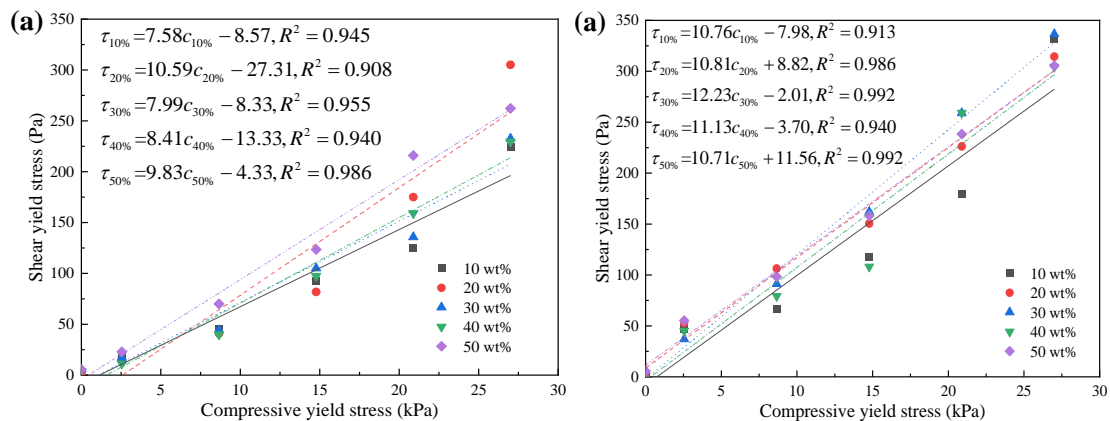 (a)
τ10%=7.58c10%−8.57, R²=0.945
τ20%=10.59c20%−27.31, R²=0.908
τ30%=7.99c30%−8.33, R²=0.955
τ40%=8.41c40%−13.33, R²=0.940
τ50%=9.83c50%−4.33, R²=0.986
350
300
250
200
150
100
50
0
Shear yield stress (Pa)
10 wt%
20 wt%
30 wt%
40 wt%
50 wt%
0 5 10 15 20 25 30
Compressive yield stress (kPa)
(a)
τ10%=10.76c10%−7.98, R²=0.913
τ20%=10.81c20%+8.82, R²=0.986
τ30%=12.23c30%−2.01, R²=0.992
τ40%=11.13c40%−3.70, R²=0.940
τ50%=10.71c50%+11.56, R²=0.992
350
300
250
200
150
100
50
0
Shear yield stress (Pa)
10 wt%
20 wt%
30 wt%
40 wt%
50 wt%
0 5 10 15 20 25 30
Compressive yield stress (kPa)